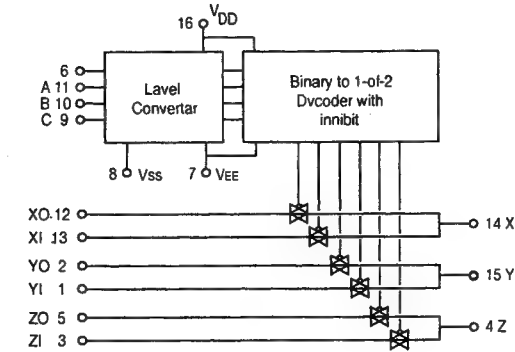 16 VDD
6
A 11
B 10
C 9
Lavel
Convertar
Binary to 1-of-2
Dvcoder with
innibit
8 VSS
7 VEE
XO.12
XI .13
14 X
YO 2
YI 1
15 Y
ZO 5
ZI 3
4 Z